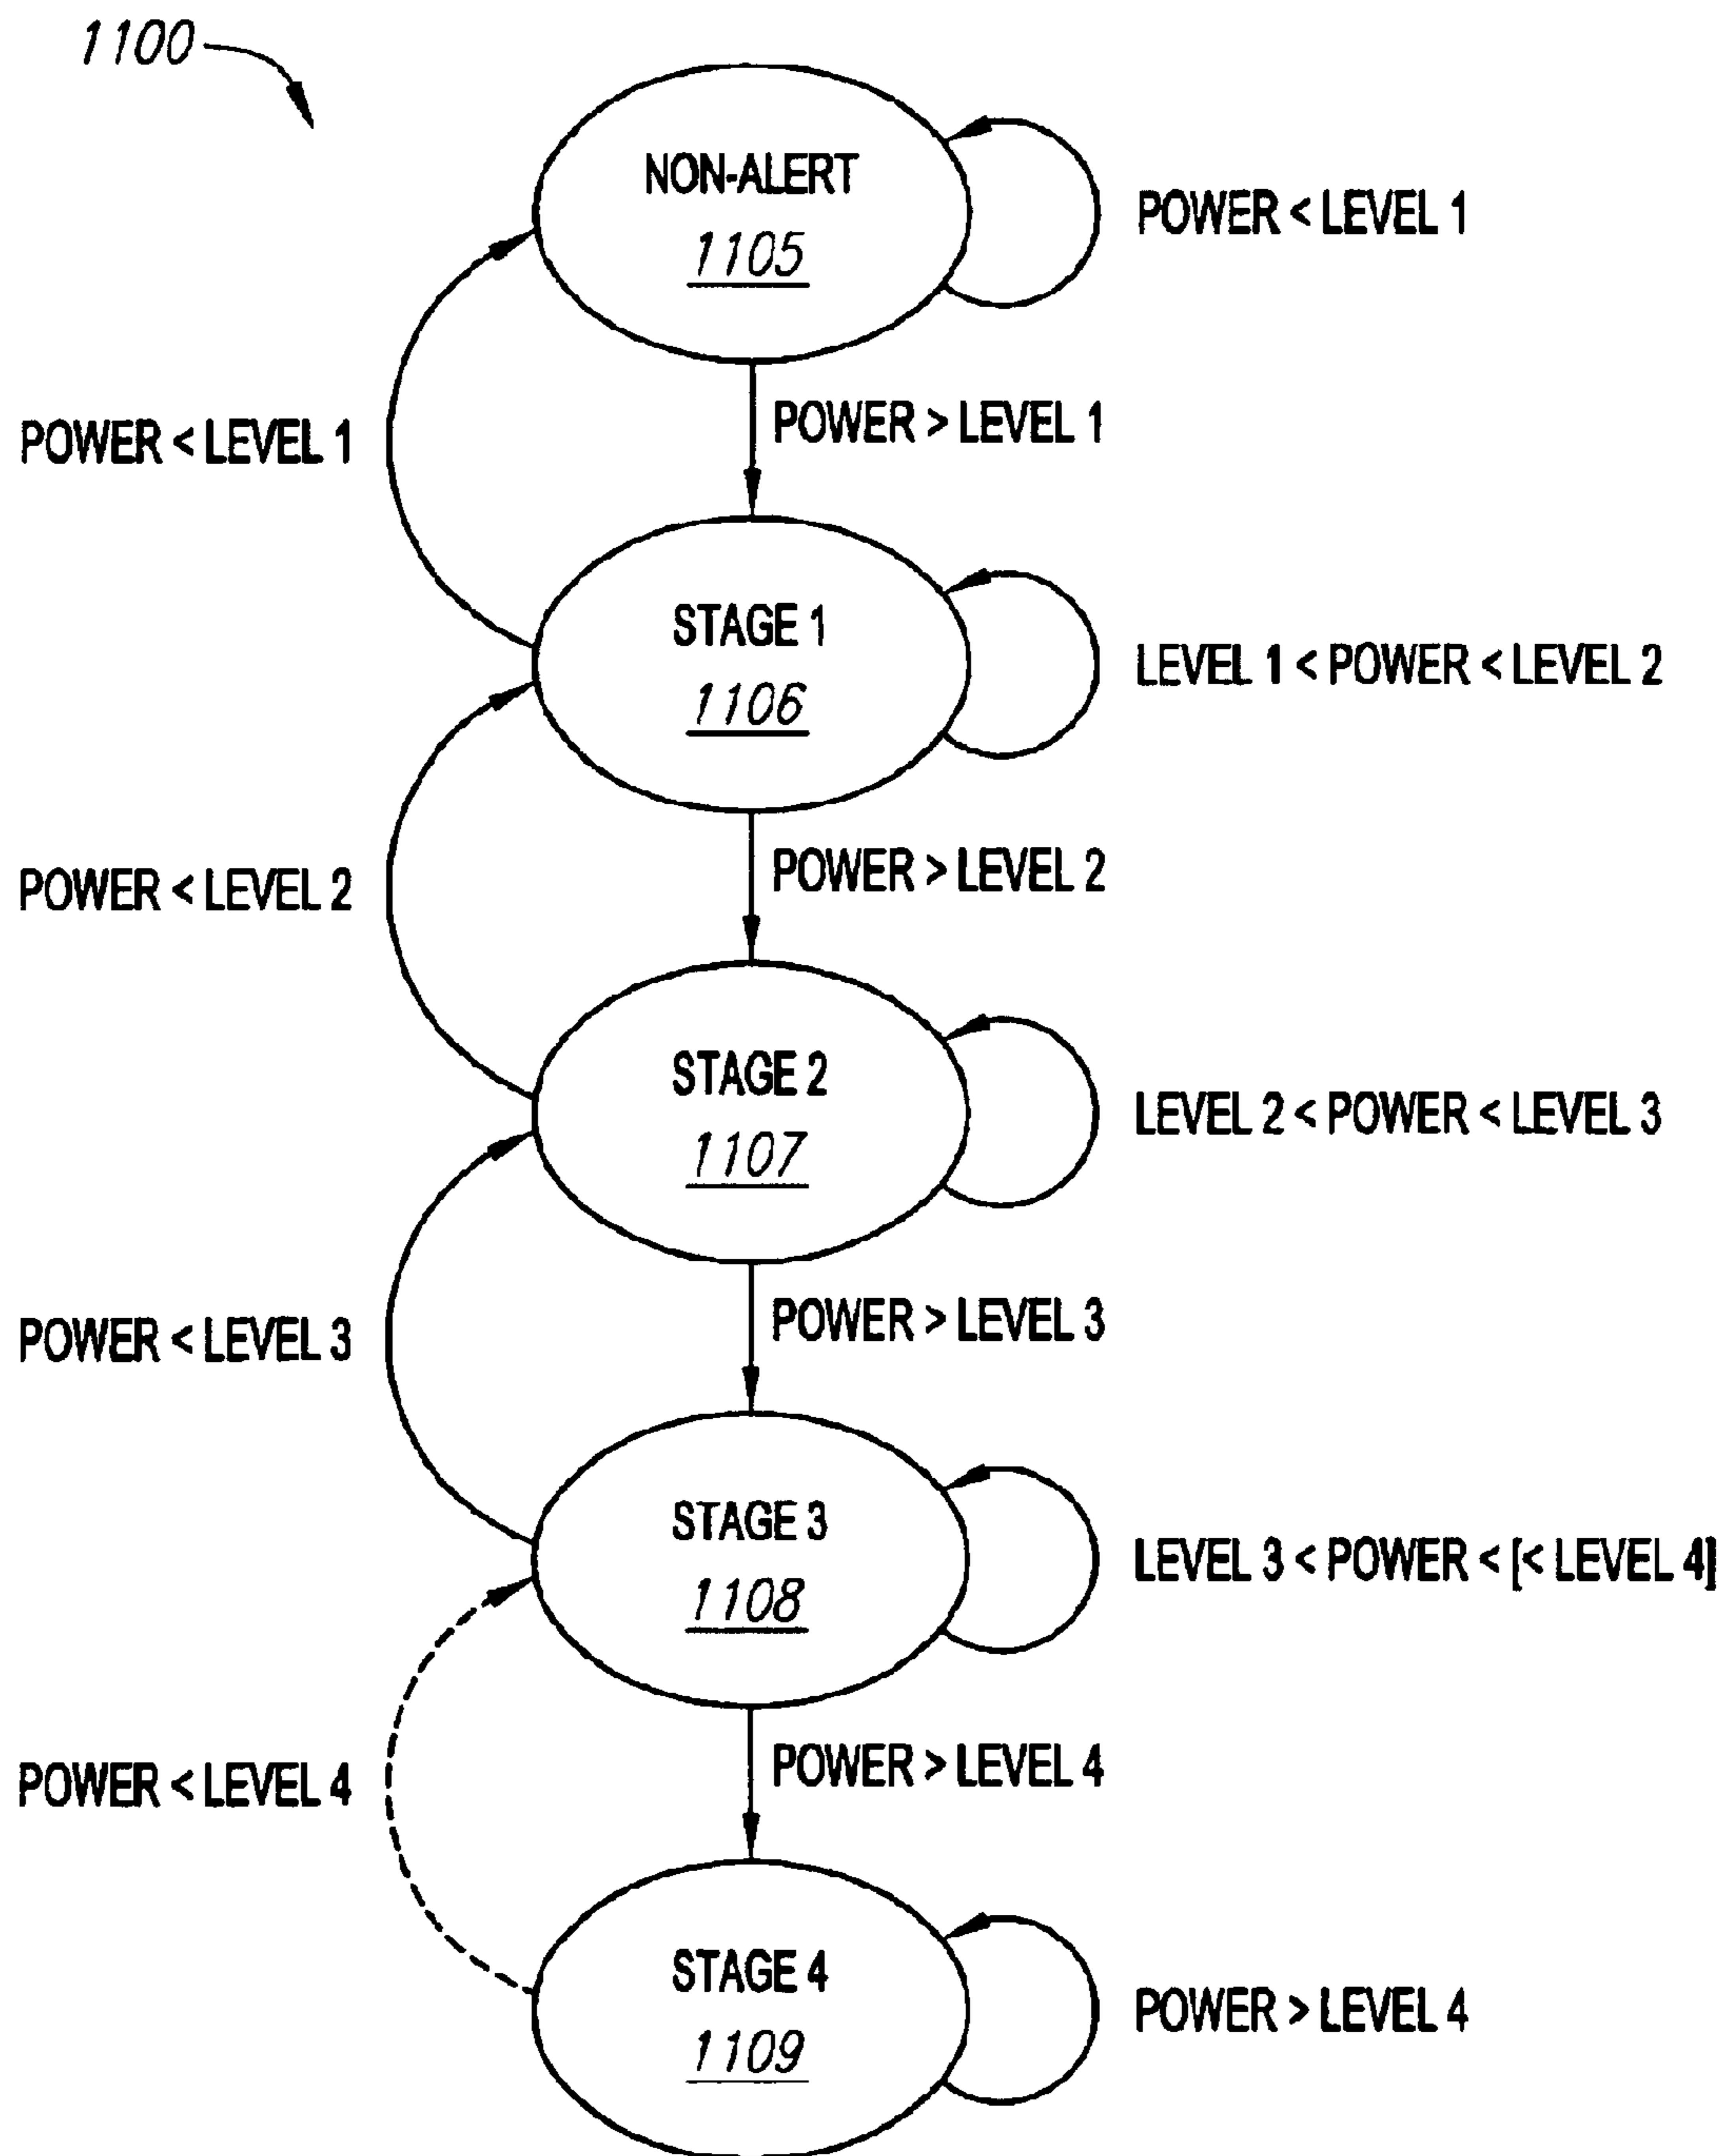 1100
NON-ALERT
1105
POWER < LEVEL 1
POWER < LEVEL 1
POWER > LEVEL 1
STAGE 1
1106
LEVEL 1 < POWER < LEVEL 2
POWER < LEVEL 2
POWER > LEVEL 2
STAGE 2
1107
LEVEL 2 < POWER < LEVEL 3
POWER < LEVEL 3
POWER > LEVEL 3
STAGE 3
1108
LEVEL 3 < POWER < [< LEVEL 4]
POWER < LEVEL 4
POWER > LEVEL 4
STAGE 4
1109
POWER > LEVEL 4